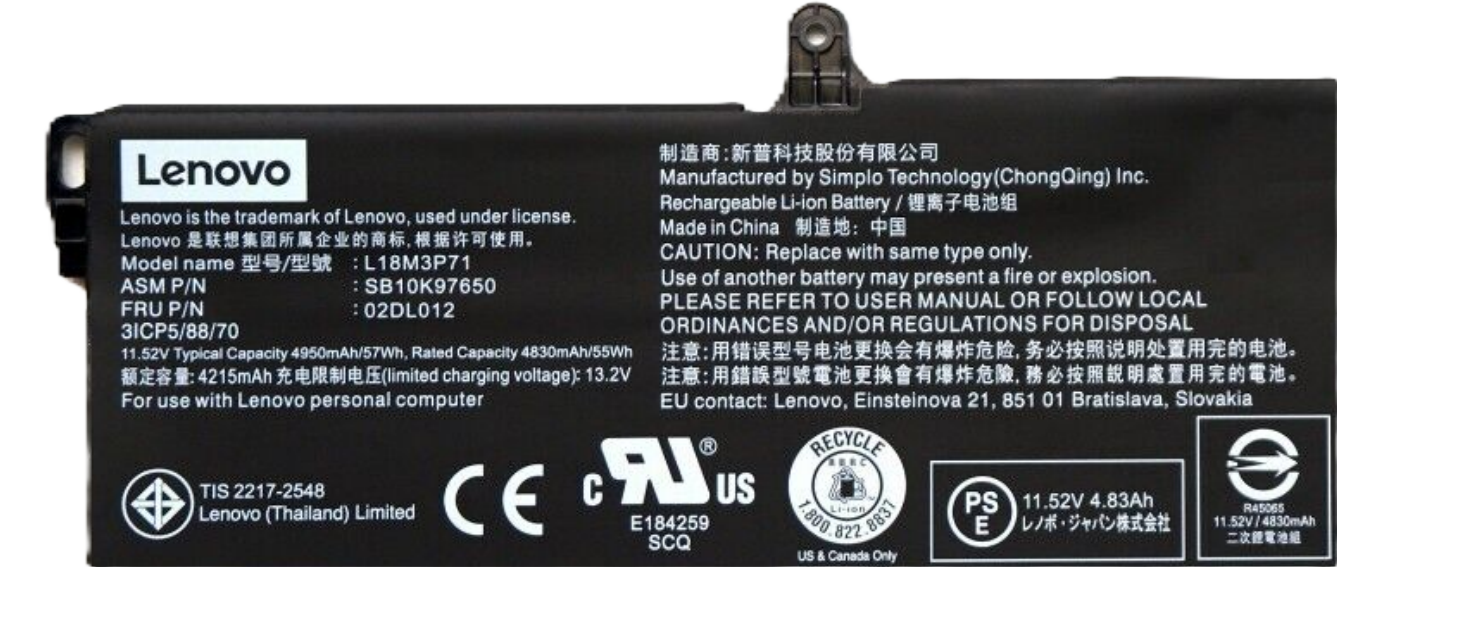 Lenovo
Lenovo is the trademark of Lenovo, used under license.
Lenovo 是联想集团所属企业的商标,根据许可使用。
Model name 型号/型號 : L18M3P71
ASM P/N : SB10K97650
FRU P/N : 02DL012
3ICP5/88/70
11.52V Typical Capacity 4950mAh/57Wh, Rated Capacity 4830mAh/55Wh
额定容量: 4215mAh 充电限制电压(limited charging voltage): 13.2V
For use with Lenovo personal computer
制造商:新普科技股份有限公司
Manufactured by Simplo Technology(ChongQing) Inc.
Rechargeable Li-ion Battery / 锂离子电池组
Made in China 制造地: 中国
CAUTION: Replace with same type only.
Use of another battery may present a fire or explosion.
PLEASE REFER TO USER MANUAL OR FOLLOW LOCAL
ORDINANCES AND/OR REGULATIONS FOR DISPOSAL
注意:用错误型号电池更换会有爆炸危险,务必按照说明处置用完的电池。
注意:用錯誤型號電池更換會有爆炸危險,務必按照説明處置用完的電池。
EU contact: Lenovo, Einsteinova 21, 851 01 Bratislava, Slovakia
TIS 2217-2548
Lenovo (Thailand) Limited
CE
c RU ® US
E184259
SCQ
RECYCLE
RBRC
Li-ion
1.800.822.8837
US & Canada Only
PS
E
11.52V 4.83Ah
レノボ・ジャパン株式会社
R45065
11.52V / 4830mAh
二次鋰電池組